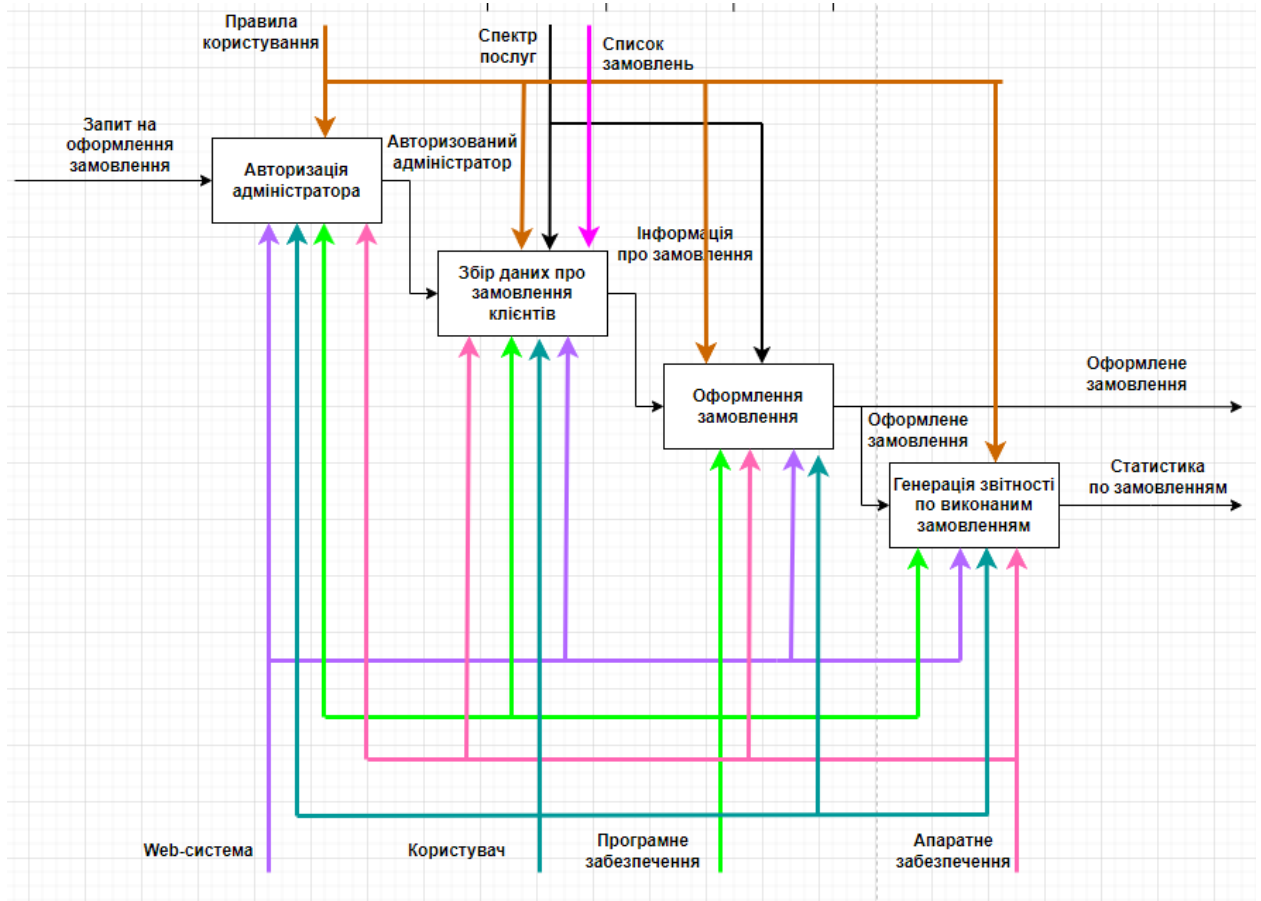 Правила
користування
Спектр
послуг
Список
замовлень
Запит на
оформлення
замовлення
Авторизація
адміністратора
Авторизований
адміністратор
Збір даних про
замовлення
клієнтів
Інформація
про замовлення
Оформлення
замовлення
Оформлене
замовлення
Оформлене
замовлення
Генерація звітності
по виконаним
замовленням
Статистика
по замовленням
Web-система
Користувач
Програмне
забезпечення
Апаратне
забезпечення